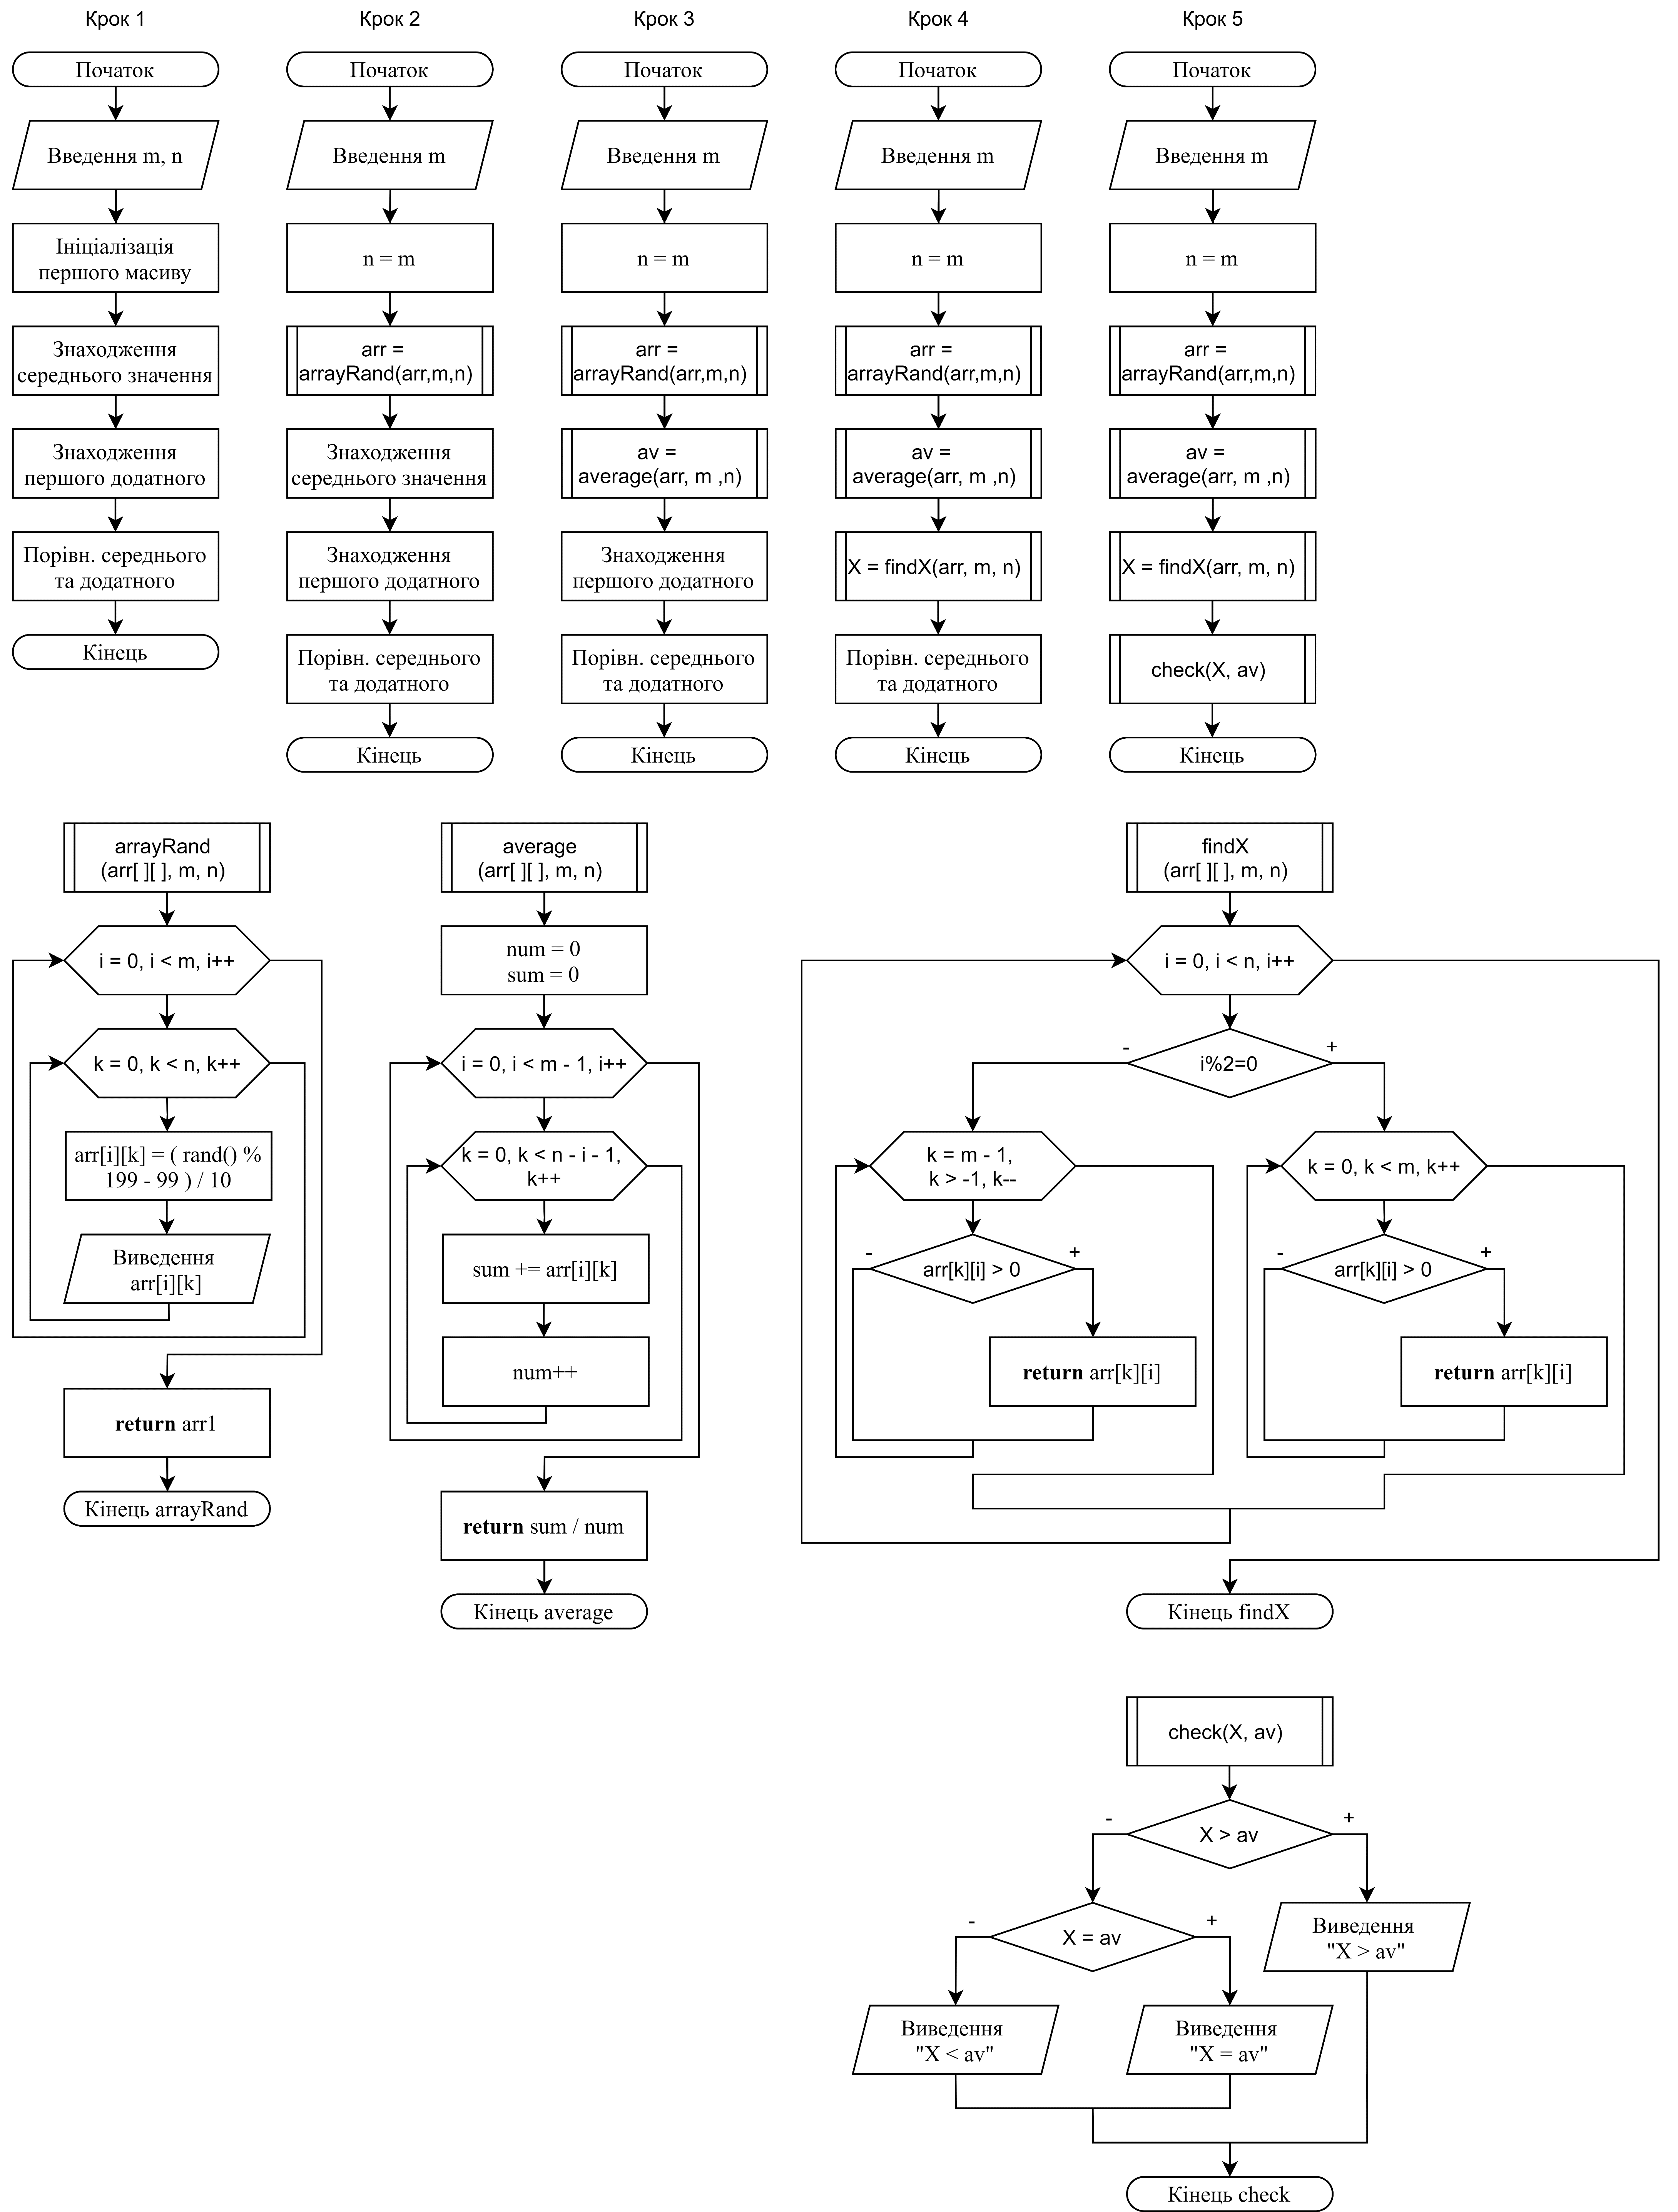 Крок 1
Початок
Введення m, n
Ініціалізація
першого масиву
Знаходження
середнього значення
Знаходження
першого додатного
Порівн. середнього
та додатного
Кінець
Крок 2
Початок
Введення m
n = m
arr =
arrayRand(arr,m,n)
Знаходження
середнього значення
Знаходження
першого додатного
Порівн. середнього
та додатного
Кінець
Крок 3
Початок
Введення m
n = m
arr =
arrayRand(arr,m,n)
av =
average(arr, m ,n)
Знаходження
першого додатного
Порівн. середнього
та додатного
Кінець
Крок 4
Початок
Введення m
n = m
arr =
arrayRand(arr,m,n)
av =
average(arr, m ,n)
X = findX(arr, m, n)
Порівн. середнього
та додатного
Кінець
Крок 5
Початок
Введення m
n = m
arr =
arrayRand(arr,m,n)
av =
average(arr, m ,n)
X = findX(arr, m, n)
check(X, av)
Кінець
arrayRand
(arr[ ][ ], m, n)
i = 0, i < m, i++
k = 0, k < n, k++
arr[i][k] = ( rand() %
199 - 99 ) / 10
Виведення
arr[i][k]
return arr1
Кінець arrayRand
average
(arr[ ][ ], m, n)
num = 0
sum = 0
i = 0, i < m - 1, i++
k = 0, k < n - i - 1,
k++
sum += arr[i][k]
num++
return sum / num
Кінець average
findX
(arr[ ][ ], m, n)
i = 0, i < n, i++
i%2=0
-
+
k = m - 1,
k > -1, k--
arr[k][i] > 0
-
+
return arr[k][i]
k = 0, k < m, k++
arr[k][i] > 0
-
+
return arr[k][i]
Кінець findX
check(X, av)
X > av
-
+
X = av
-
+
Виведення
"X > av"
Виведення
"X < av"
Виведення
"X = av"
Кінець check